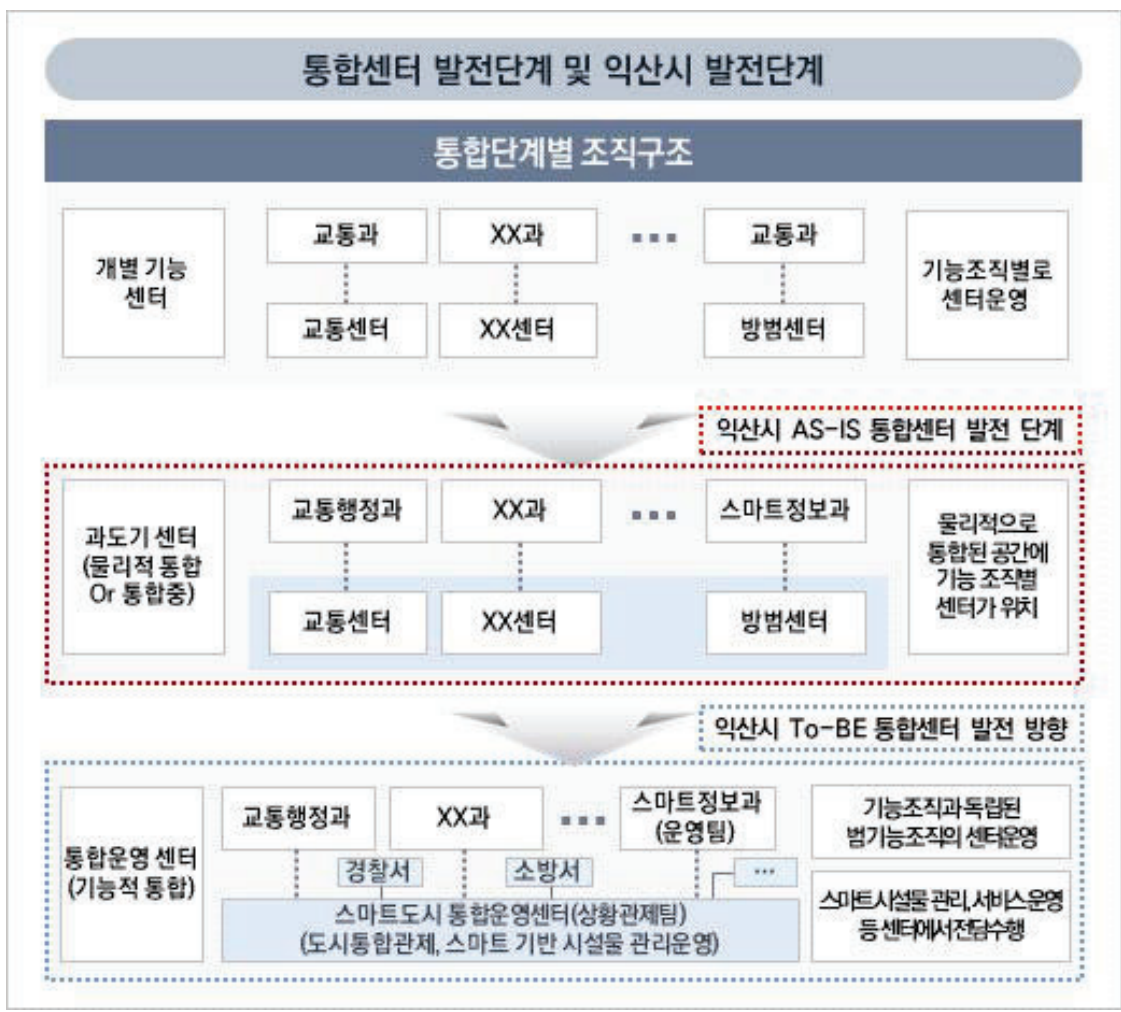 통합센터 발전단계 및 익산시 발전단계
통합단계별 조직구조
개별 기능
센터
교통과
XX과
교통과
교통센터
XX센터
방범센터
기능조직별로
센터운영
익산시 AS-IS 통합센터 발전 단계
과도기 센터
(물리적 통합
Or 통합중)
교통행정과
XX과
스마트정보과
교통센터
XX센터
방범센터
물리적으로
통합된 공간에
기능 조직별
센터가 위치
익산시 To-BE 통합센터 발전 방향
통합운영 센터
(기능적 통합)
교통행정과
XX과
스마트정보과
(운영팀)
경찰서
소방서
...
스마트도시 통합운영센터(상황관제팀)
(도시통합관제, 스마트 기반 시설물 관리운영)
기능조직과 독립된
범기능조직의 센터운영
스마트시설물 관리, 서비스운영
등 센터에서전담수행